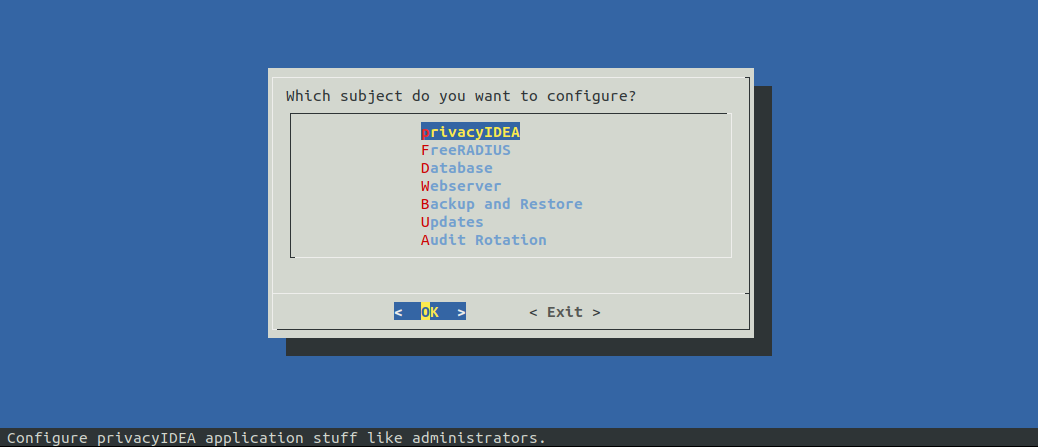 Which subject do you want to configure?
privacyIDEA
FreeRADIUS
Database
Webserver
Backup and Restore
Updates
Audit Rotation
<  OK  > < Exit >
Configure privacyIDEA application stuff like administrators.